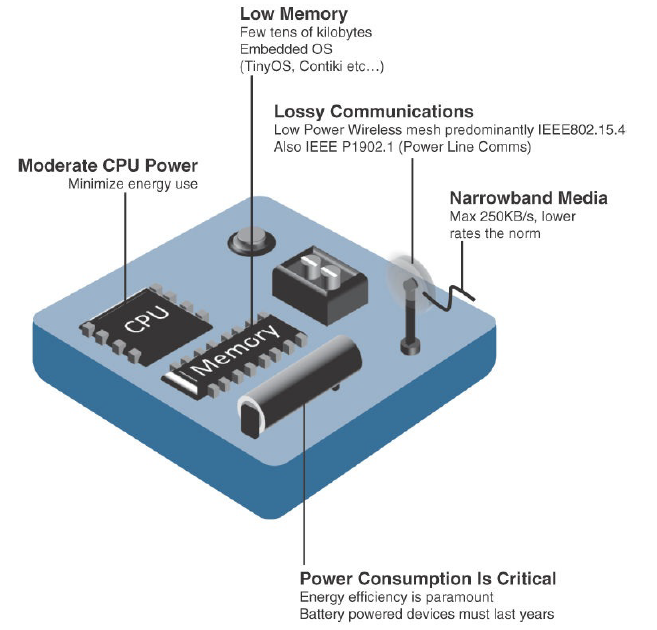 Low Memory
Few tens of kilobytes
Embedded OS
(TinyOS, Contiki etc...)
Lossy Communications
Low Power Wireless mesh predominantly IEEE802.15.4
Also IEEE P1902.1 (Power Line Comms)
Moderate CPU Power
Minimize energy use
Narrowband Media
Max 250KB/s, lower
rates the norm
CPU
Memory
Power Consumption Is Critical
Energy efficiency is paramount
Battery powered devices must last years